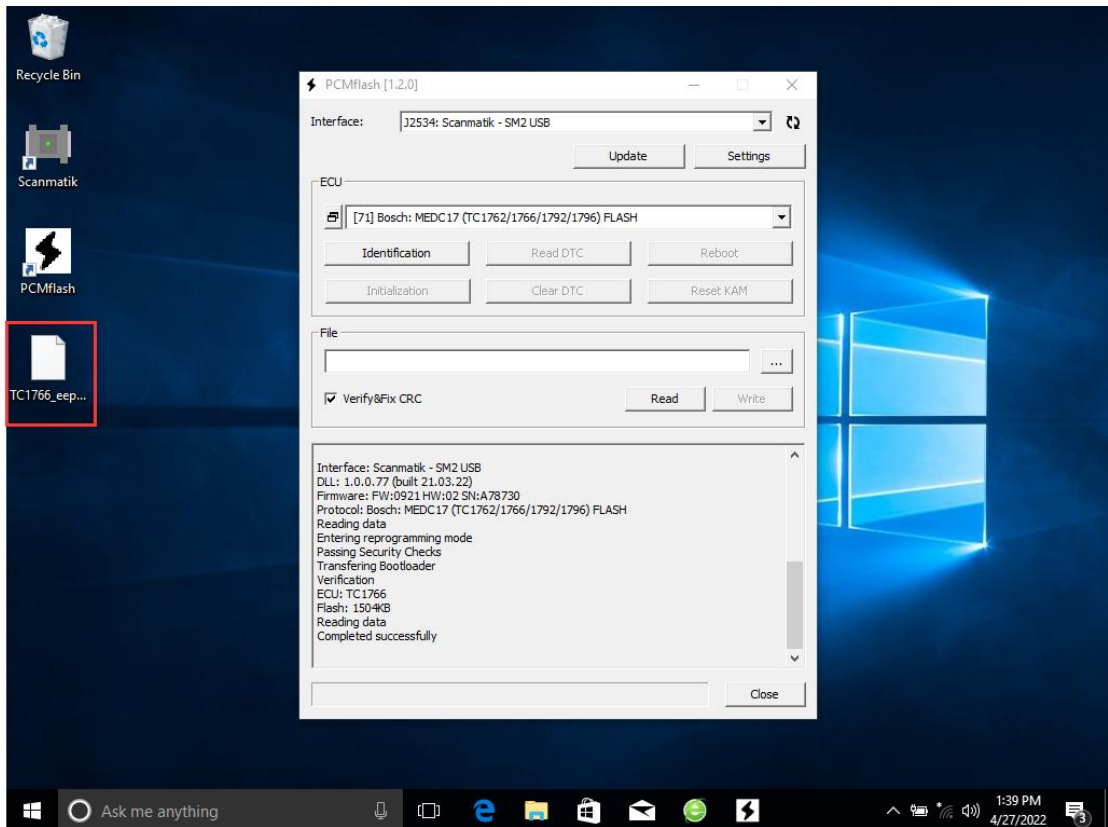 Recycle Bin
Scanmatik
PCMflash
TC1766_eep...
PCMflash [1.2.0]
Interface:
J2534: Scanmatik - SM2 USB
Update
Settings
ECU
[71] Bosch: MEDC17 (TC1762/1766/1792/1796) FLASH
Identification
Read DTC
Reboot
Initialization
Clear DTC
Reset KAM
File
...
Verify&Fix CRC
Read
Write
Interface: Scanmatik - SM2 USB
DLL: 1.0.0.77 (built 21.03.22)
Firmware: FW:0921 HW:02 SN:A78730
Protocol: Bosch: MEDC17 (TC1762/1766/1792/1796) FLASH
Reading data
Entering reprogramming mode
Passing Security Checks
Transfering Bootloader
Verification
ECU: TC1766
Flash: 1504KB
Reading data
Completed successfully
Close
Ask me anything
1:39 PM
4/27/2022
3